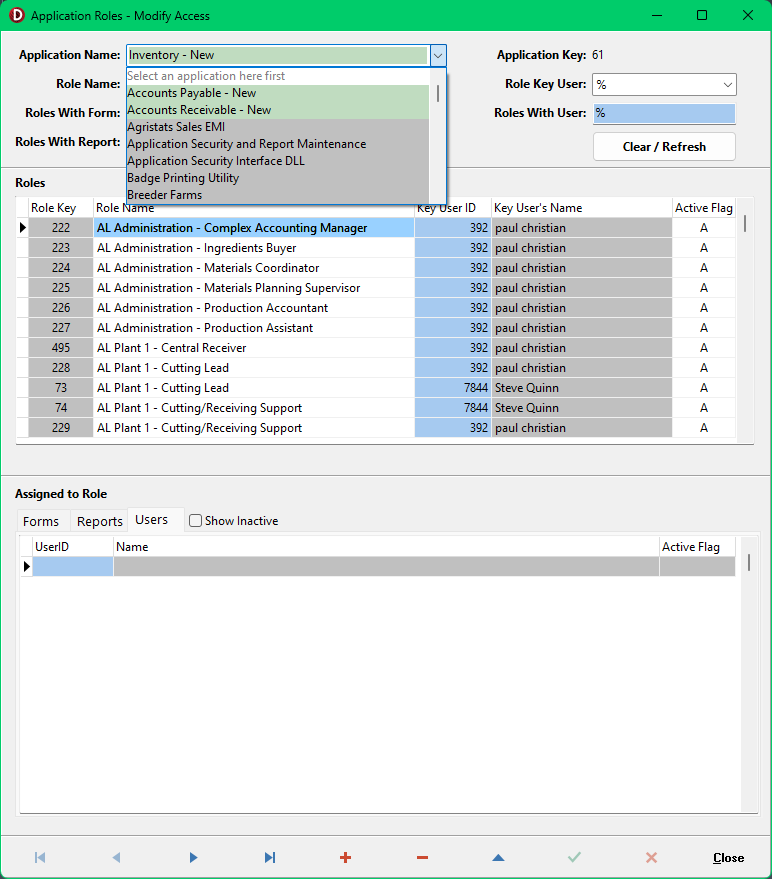 Application Roles - Modify Access
Application Name: Inventory - New Application Key: 61
Select an application here first
Role Name: Accounts Payable - New Role Key User: %
Accounts Receivable - New
Roles With Form: Agristats Sales EMI Roles With User: %
Application Security and Report Maintenance
Roles With Report: Application Security Interface DLL Clear / Refresh
Badge Printing Utility
Breeder Farms
Roles
Role Key Role Name Key User ID Key User's Name Active Flag
222 AL Administration - Complex Accounting Manager 392 paul christian A
223 AL Administration - Ingredients Buyer 392 paul christian A
224 AL Administration - Materials Coordinator 392 paul christian A
225 AL Administration - Materials Planning Supervisor 392 paul christian A
226 AL Administration - Production Accountant 392 paul christian A
227 AL Administration - Production Assistant 392 paul christian A
495 AL Plant 1 - Central Receiver 392 paul christian A
228 AL Plant 1 - Cutting Lead 392 paul christian A
73 AL Plant 1 - Cutting Lead 7844 Steve Quinn A
74 AL Plant 1 - Cutting/Receiving Support 7844 Steve Quinn A
229 AL Plant 1 - Cutting/Receiving Support 392 paul christian A
Assigned to Role
Forms Reports Users Show Inactive
UserID Name Active Flag
Close